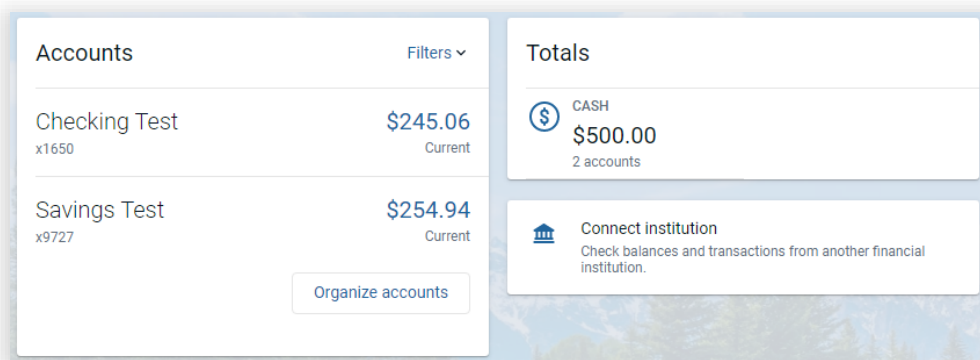 Accounts
Filters
Checking Test
$245.06
x1650
Current
Savings Test
$254.94
x9727
Current
Organize accounts
Totals
CASH
$500.00
2 accounts
Connect institution
Check balances and transactions from another financial
institution.